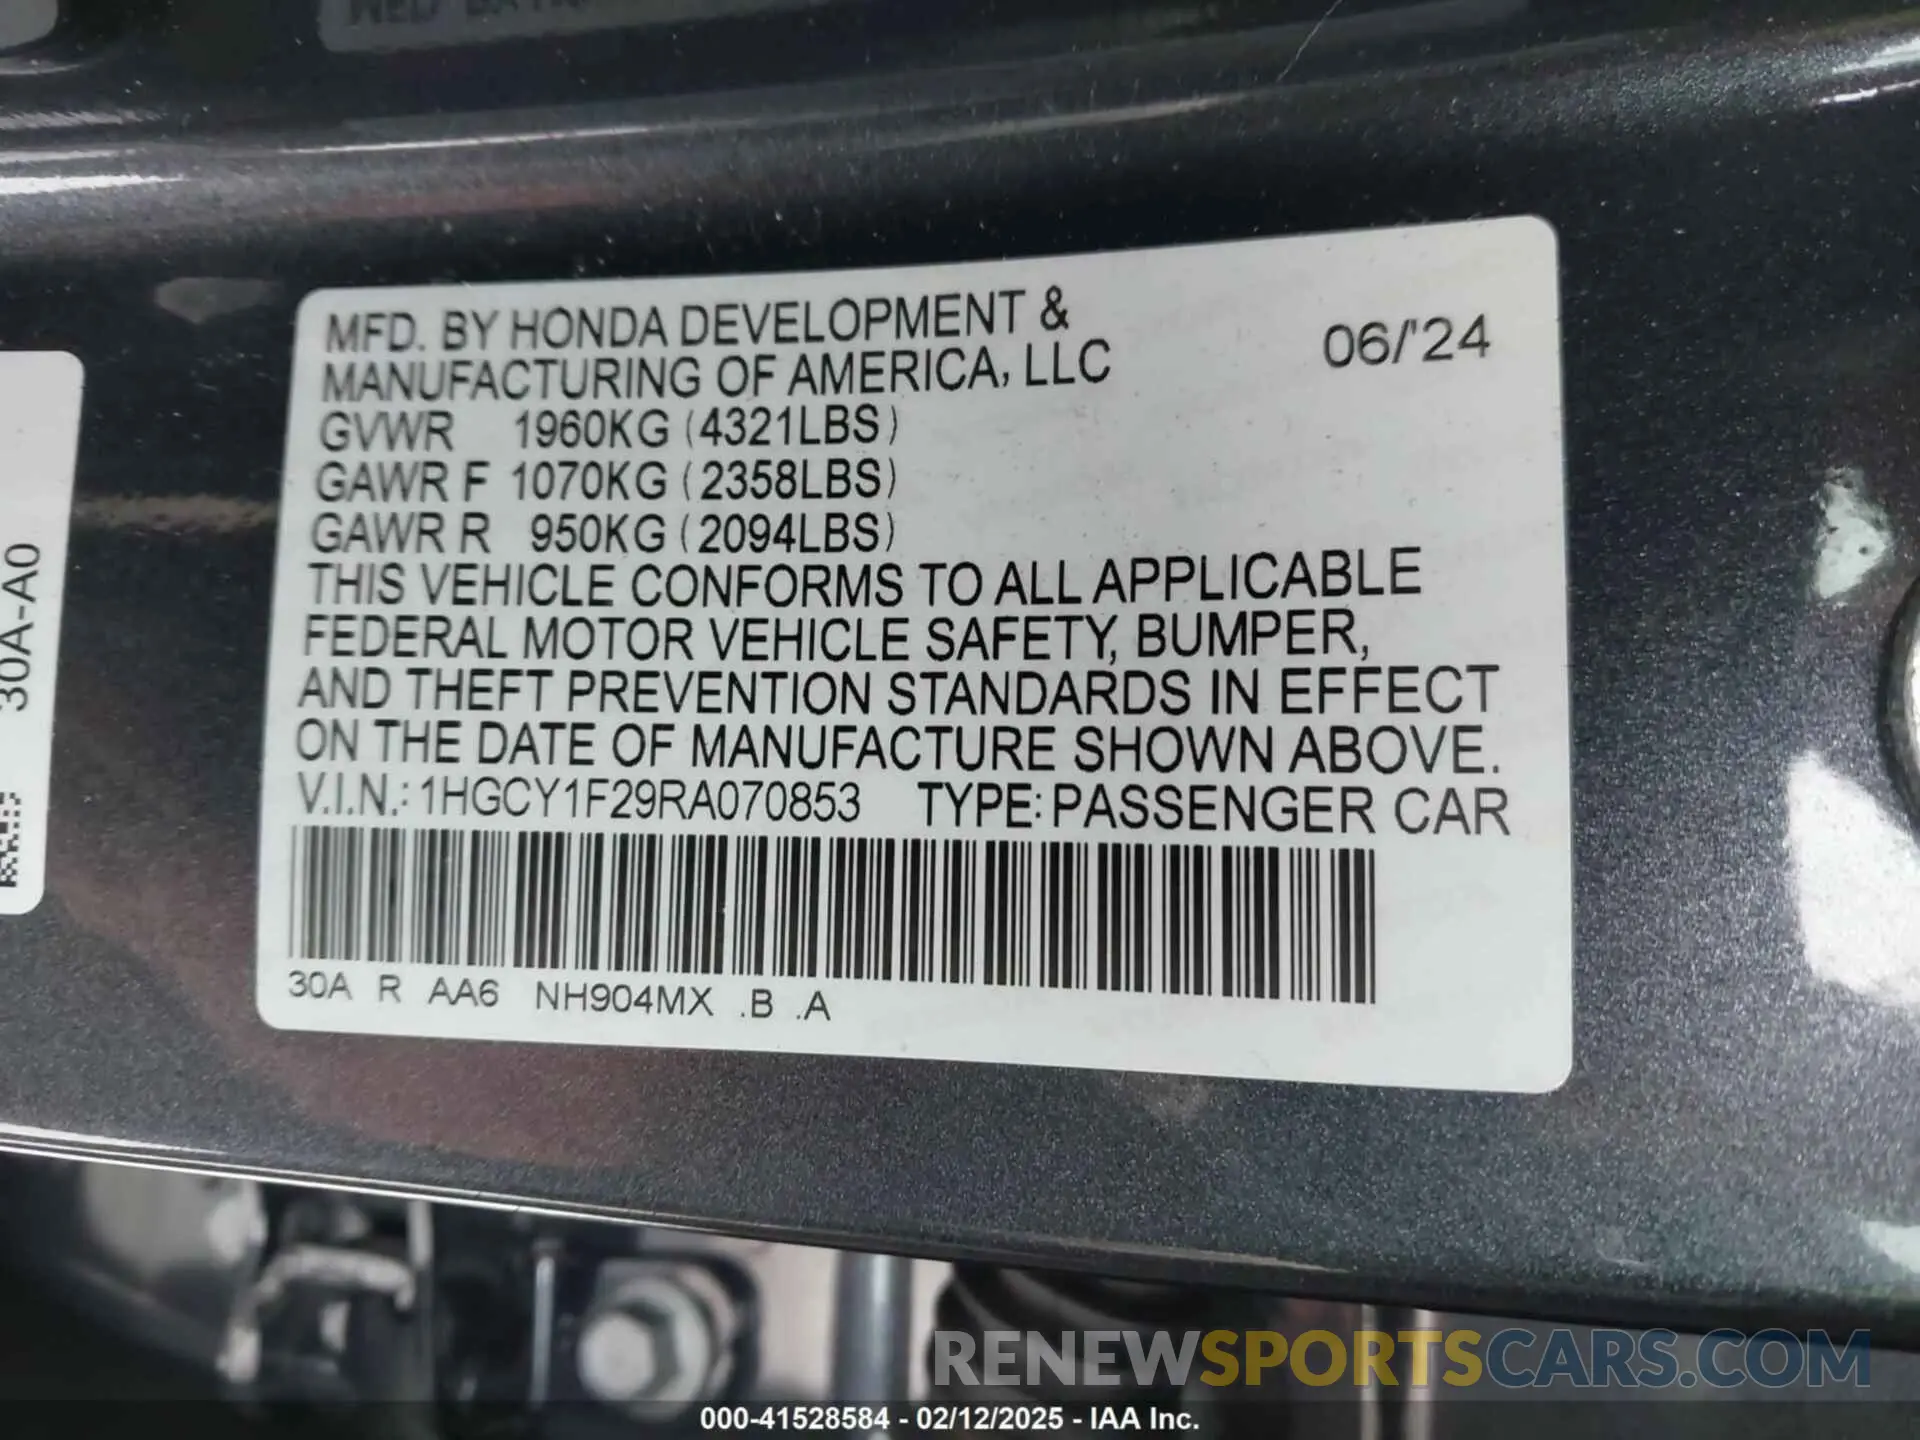 MFD. BY HONDA DEVELOPMENT &
MANUFACTURING OF AMERICA, LLC
06/'24
GVWR 1960KG (4321LBS)
GAWR F 1070KG (2358LBS)
GAWR R 950KG (2094LBS)
THIS VEHICLE CONFORMS TO ALL APPLICABLE
FEDERAL MOTOR VEHICLE SAFETY, BUMPER,
AND THEFT PREVENTION STANDARDS IN EFFECT
ON THE DATE OF MANUFACTURE SHOWN ABOVE.
V.I.N.: 1HGCY1F29RA070853 TYPE: PASSENGER CAR
30A R AA6 NH904MX .B .A
30A-A0
RENEWSPORTSCARS.COM
000-41528584 - 02/12/2025 - IAA Inc.